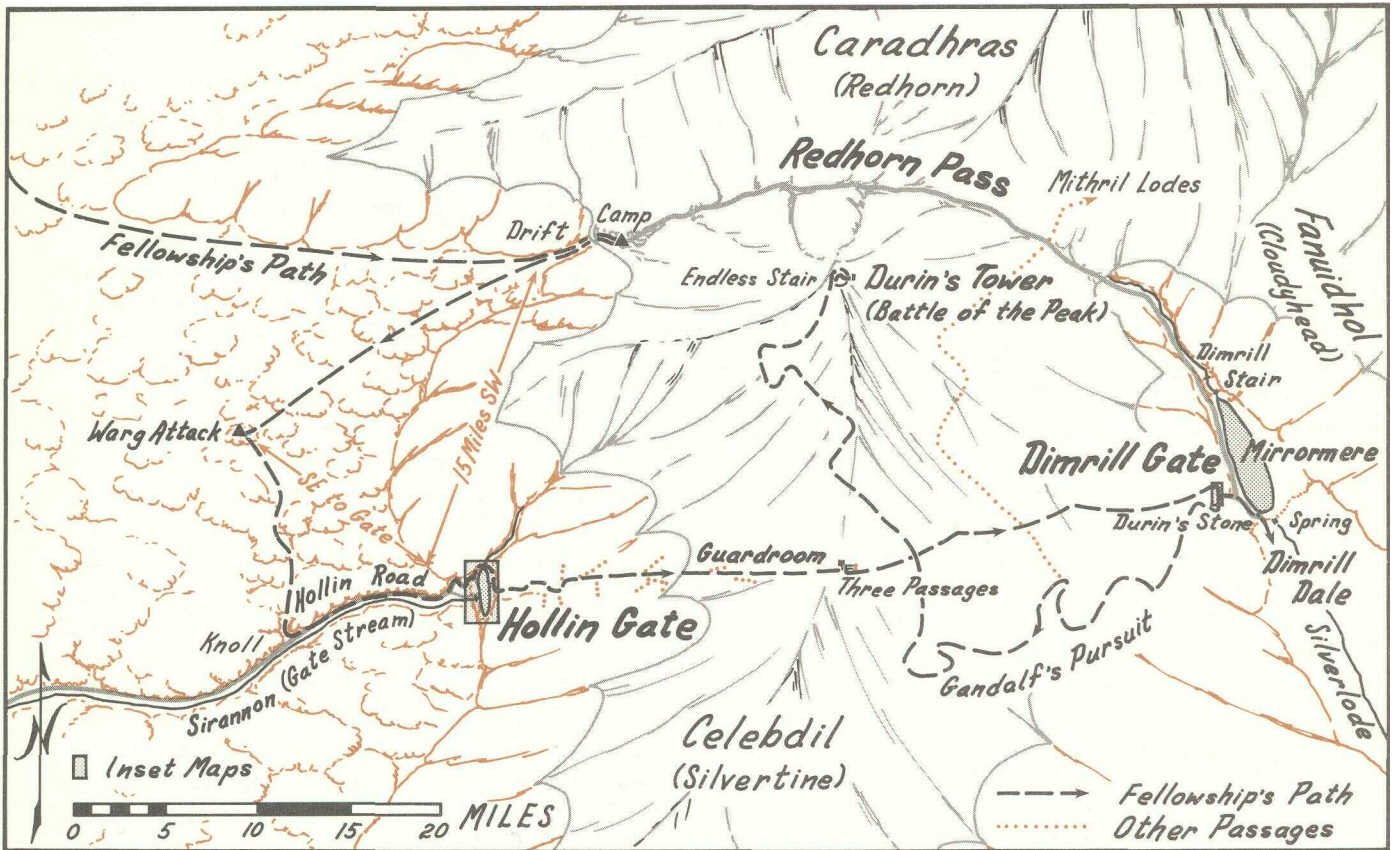 Caradhras
(Redhorn)
Redhorn Pass
Mithril Lodes
Fanuidhol
(Cloudyhead)
Drift
Camp
Fellowship's Path
Endless Stair
Durin's Tower
(Battle of the Peak)
Dimrill
Stair
Warg Attack
15 Miles SW
St. to Gate
Dimrill Gate
Mirrormere
Durin's Stone
Spring
Dimrill
Dale
Silverlode
Hollin Road
Guardroom
Three Passages
Knoll
Hollin Gate
Sirannon (Gate Stream)
Gandalf's Pursuit
Celebdil
(Silvertine)
N
Inset Maps
0 5 10 15 20 MILES
Fellowship's Path
Other Passages